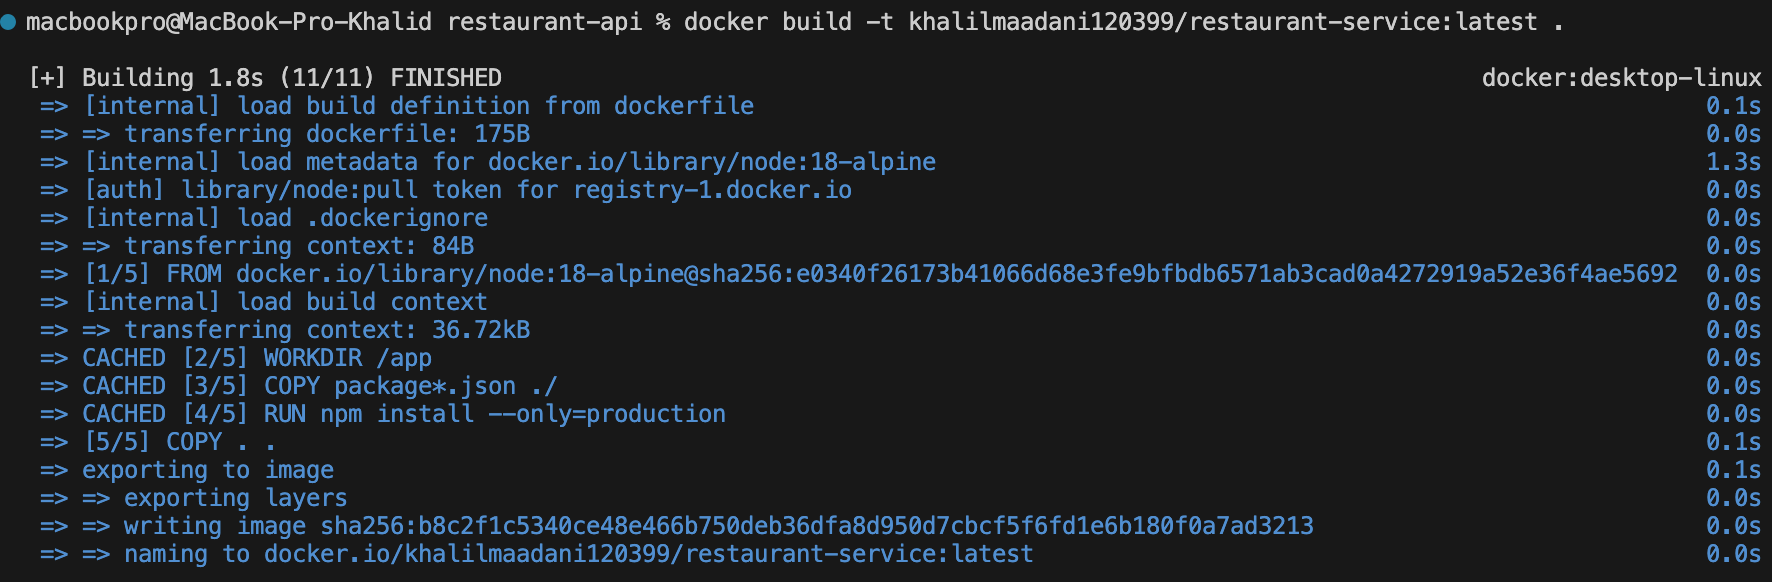 macbookpro@MacBook-Pro-Khalid restaurant-api % docker build -t khalilmaadani120399/restaurant-service:latest .
[+] Building 1.8s (11/11) FINISHED docker:desktop-linux
=> [internal] load build definition from dockerfile 0.1s
=> => transferring dockerfile: 175B 0.0s
=> [internal] load metadata for docker.io/library/node:18-alpine 1.3s
=> [auth] library/node:pull token for registry-1.docker.io 0.0s
=> [internal] load .dockerignore 0.0s
=> => transferring context: 84B 0.0s
=> [1/5] FROM docker.io/library/node:18-alpine@sha256:e0340f26173b41066d68e3fe9bfbdb6571ab3cad0a4272919a52e36f4ae5692 0.0s
=> [internal] load build context 0.0s
=> => transferring context: 36.72kB 0.0s
=> CACHED [2/5] WORKDIR /app 0.0s
=> CACHED [3/5] COPY package*.json ./ 0.0s
=> CACHED [4/5] RUN npm install --only=production 0.0s
=> [5/5] COPY . . 0.1s
=> exporting to image 0.1s
=> => exporting layers 0.0s
=> => writing image sha256:b8c2f1c5340ce48e466b750deb36dfa8d950d7cbcf5f6fd1e6b180f0a7ad3213 0.0s
=> => naming to docker.io/khalilmaadani120399/restaurant-service:latest 0.0s